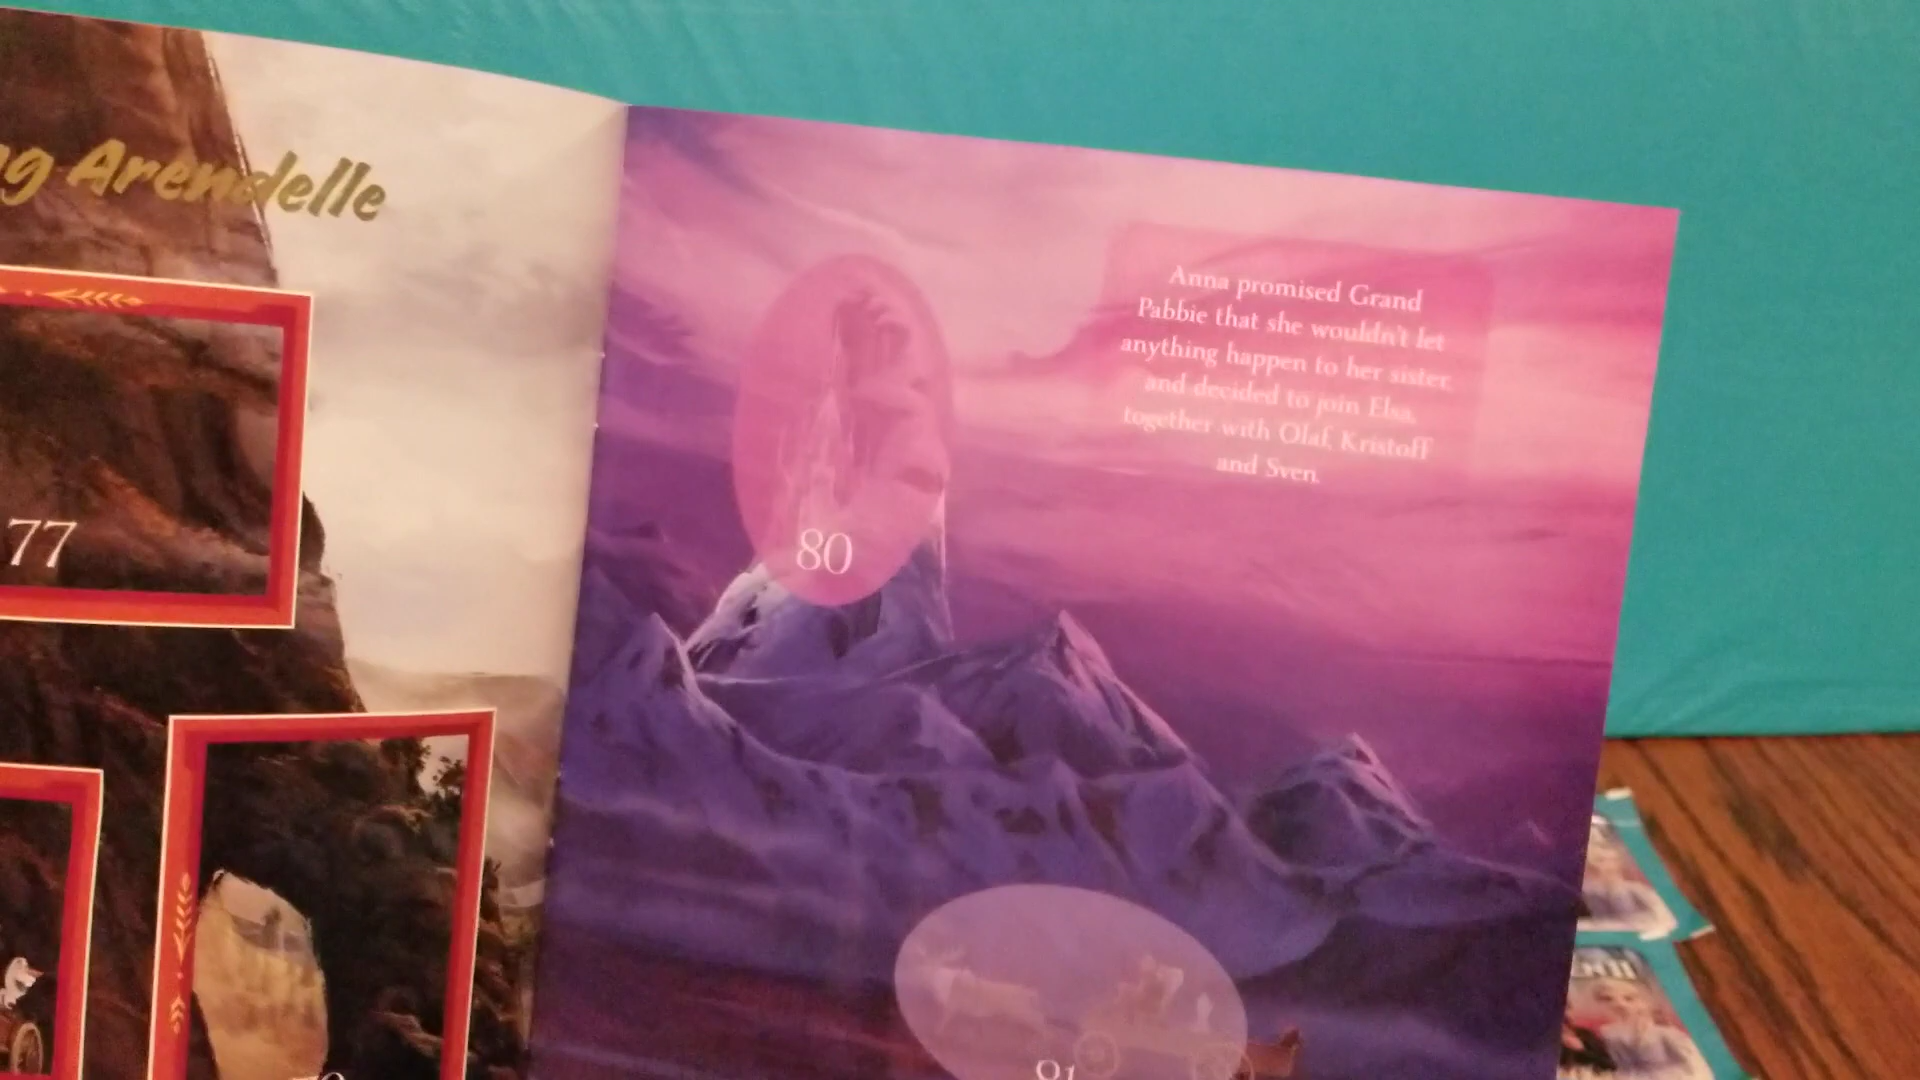 Arendelle
77
80
Anna promised Grand
Pabbie that she wouldn't let
anything happen to her sister,
and decided to join Elsa,
together with Olaf, Kristoff
and Sven.
81